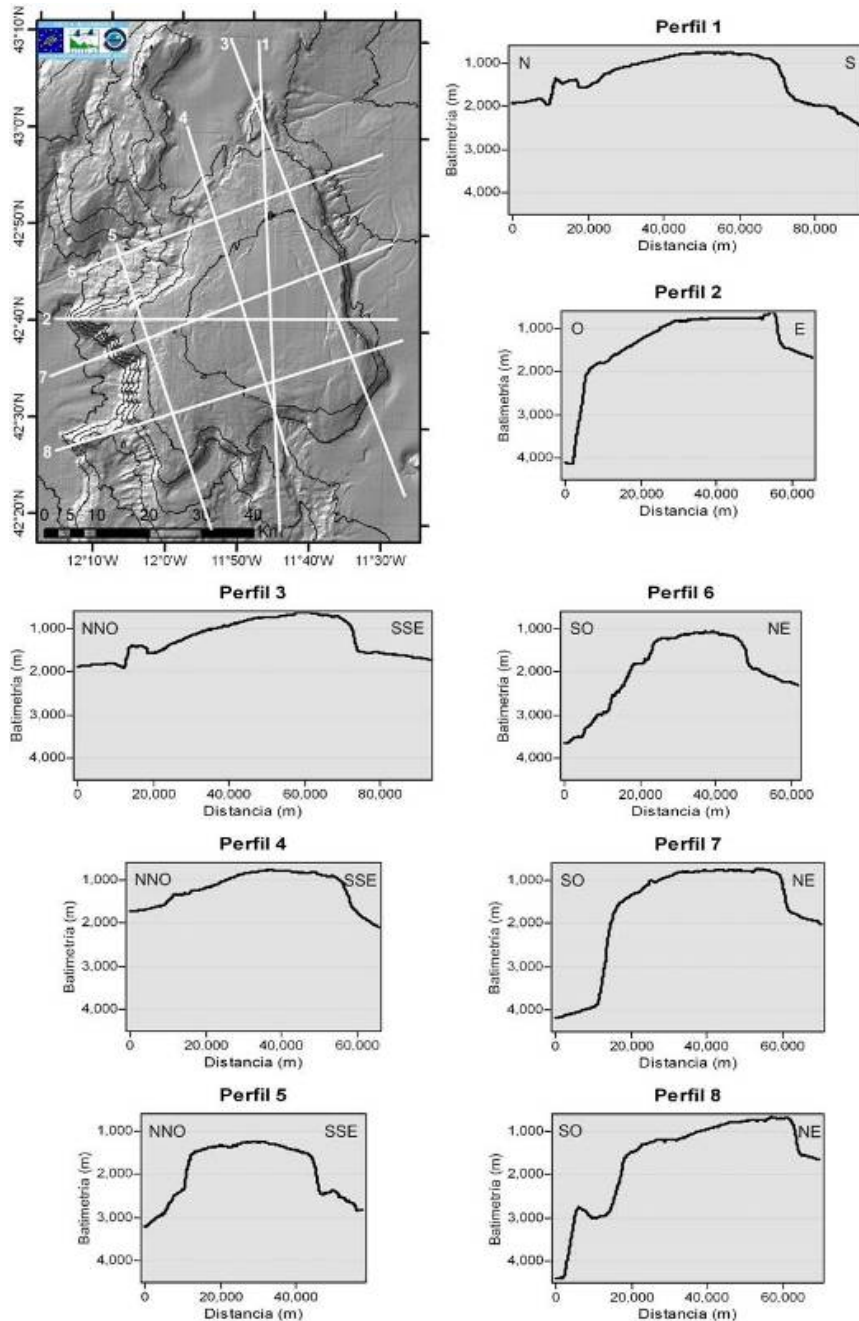 43°10'N
43°0'N
42°50'N
42°40'N
42°30'N
42°20'N
3
1
4
5
6
2
7
8
0 5 10 20 30 40
Km
12°10'W 12°0'W 11°50'W 11°40'W 11°30'W
Perfil 1
N S
Batimetría (m)
1,000
2,000
3,000
4,000
0 20,000 40,000 60,000 80,000
Distancia (m)
Perfil 2
O E
Batimetría (m)
1,000
2,000
3,000
4,000
0 20,000 40,000 60,000
Distancia (m)
Perfil 3
NNO SSE
Batimetría (m)
1,000
2,000
3,000
4,000
0 20,000 40,000 60,000 80,000
Distancia (m)
Perfil 6
SO NE
Batimetría (m)
1,000
2,000
3,000
4,000
0 20,000 40,000 60,000
Distancia (m)
Perfil 4
NNO SSE
Batimetría (m)
1,000
2,000
3,000
4,000
0 20,000 40,000 60,000
Distancia (m)
Perfil 7
SO NE
Batimetría (m)
1,000
2,000
3,000
4,000
0 20,000 40,000 60,000
Distancia (m)
Perfil 5
NNO SSE
Batimetría (m)
1,000
2,000
3,000
4,000
0 20,000 40,000
Distancia (m)
Perfil 8
SO NE
Batimetría (m)
1,000
2,000
3,000
4,000
0 20,000 40,000 60,000
Distancia (m)